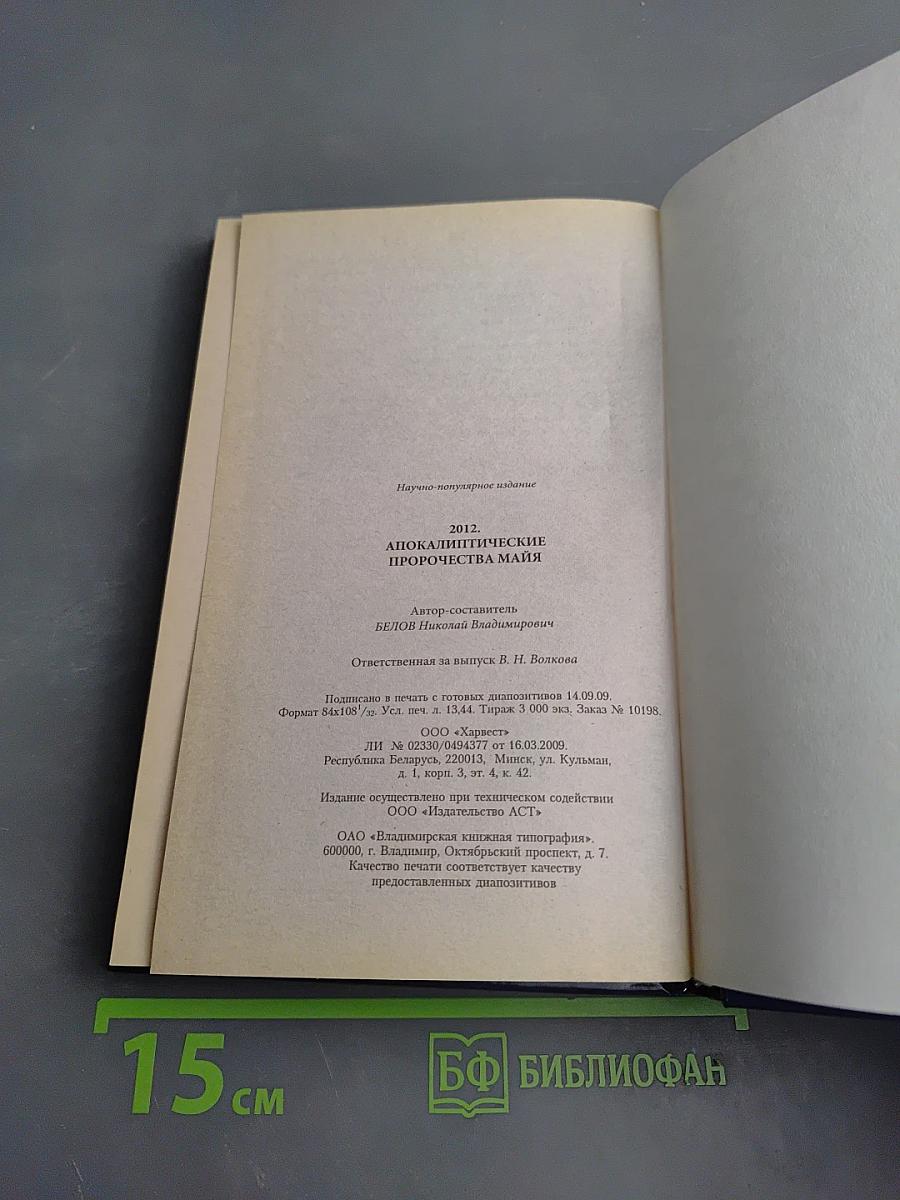 Научно-популярное издание
2012.
АПОКАЛИПТИЧЕСКИЕ
ПРОРОЧЕСТВА МАЙЯ
Автор-составитель
БЕЛОВ Николай Владимирович
Ответственная за выпуск В. Н. Волкова
Подписано в печать с готовых диапозитивов 14.09.09.
Формат 84х108¹/₃₂. Усл. печ. л. 13,44. Тираж 3 000 экз. Заказ № 10198.
ООО «Харвест»
ЛИ № 02330/0494377 от 16.03.2009.
Республика Беларусь, 220013, Минск, ул. Кульман,
д. 1, корп. 3, эт. 4, к. 42.
Издание осуществлено при техническом содействии
ООО «Издательство АСТ»
ОАО «Владимирская книжная типография».
600000, г. Владимир, Октябрьский проспект, д. 7.
Качество печати соответствует качеству
предоставленных диапозитивов
15 см
БФ БИБЛИОФАН